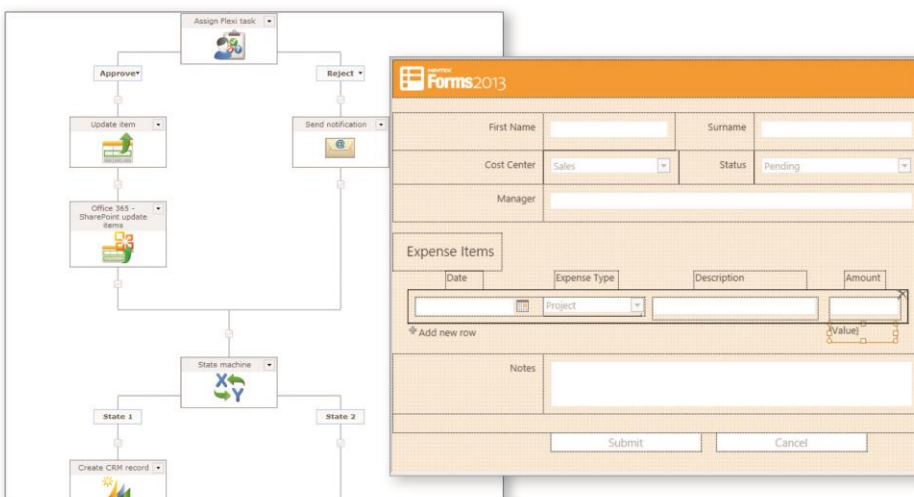 Assign Flexi task
Approve
Reject
Update item
Send notification
Office 365 -
SharePoint update
items
State machine
State 1
State 2
Create CRM record
NINTEX
Forms2013
First Name
Surname
Cost Center
Sales
Status
Pending
Manager
Expense Items
Date
Expense Type
Description
Amount
Project
Add new row
Value]
Notes
Submit
Cancel